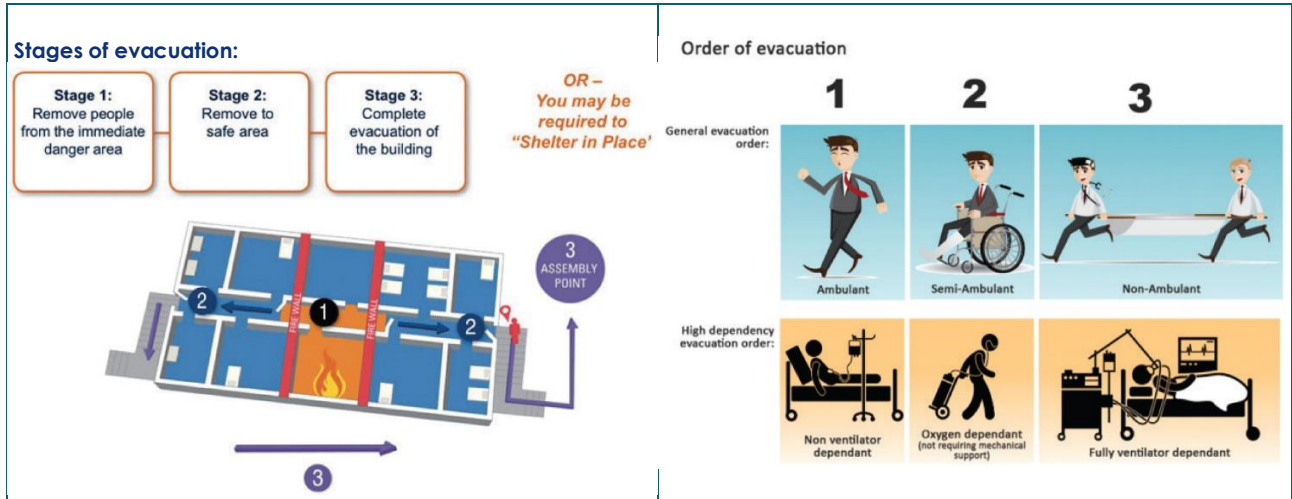 Stages of evacuation:
Stage 1:
Remove people
from the immediate
danger area
Stage 2:
Remove to
safe area
Stage 3:
Complete
evacuation of
the building
OR –
You may be
required to
“Shelter in Place’
2
1
FIRE WALL
FIRE WALL
2
3
ASSEMBLY
POINT
3
Order of evacuation
1
2
3
General evacuation
order:
Ambulant
Semi-Ambulant
Non-Ambulant
High dependency
evacuation order:
Non ventilator
dependant
Oxygen dependant
(not requiring mechanical
support)
Fully ventilator dependant